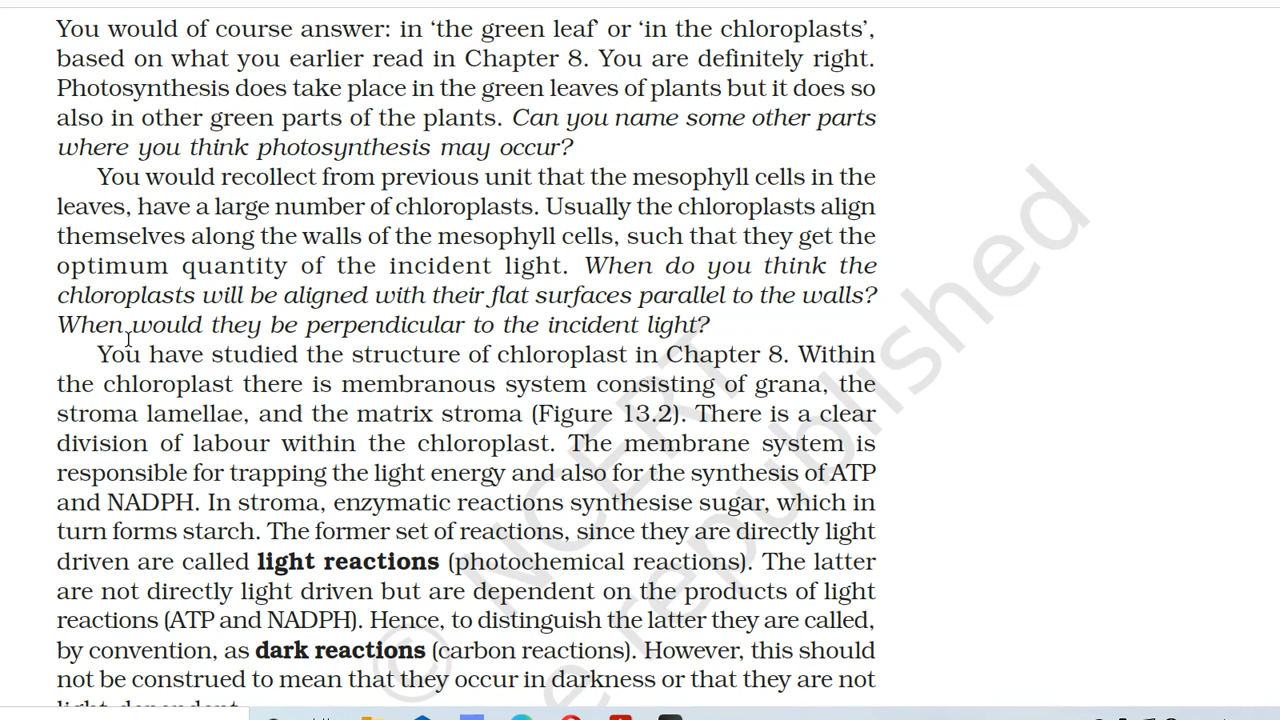 You would of course answer: in ‘the green leaf’ or ‘in the chloroplasts’,
based on what you earlier read in Chapter 8. You are definitely right.
Photosynthesis does take place in the green leaves of plants but it does so
also in other green parts of the plants. Can you name some other parts
where you think photosynthesis may occur?
You would recollect from previous unit that the mesophyll cells in the
leaves, have a large number of chloroplasts. Usually the chloroplasts align
themselves along the walls of the mesophyll cells, such that they get the
optimum quantity of the incident light. When do you think the
chloroplasts will be aligned with their flat surfaces parallel to the walls?
When would they be perpendicular to the incident light?
You have studied the structure of chloroplast in Chapter 8. Within
the chloroplast there is membranous system consisting of grana, the
stroma lamellae, and the matrix stroma (Figure 13.2). There is a clear
division of labour within the chloroplast. The membrane system is
responsible for trapping the light energy and also for the synthesis of ATP
and NADPH. In stroma, enzymatic reactions synthesise sugar, which in
turn forms starch. The former set of reactions, since they are directly light
driven are called light reactions (photochemical reactions). The latter
are not directly light driven but are dependent on the products of light
reactions (ATP and NADPH). Hence, to distinguish the latter they are called,
by convention, as dark reactions (carbon reactions). However, this should
not be construed to mean that they occur in darkness or that they are not
© NCERT
republished